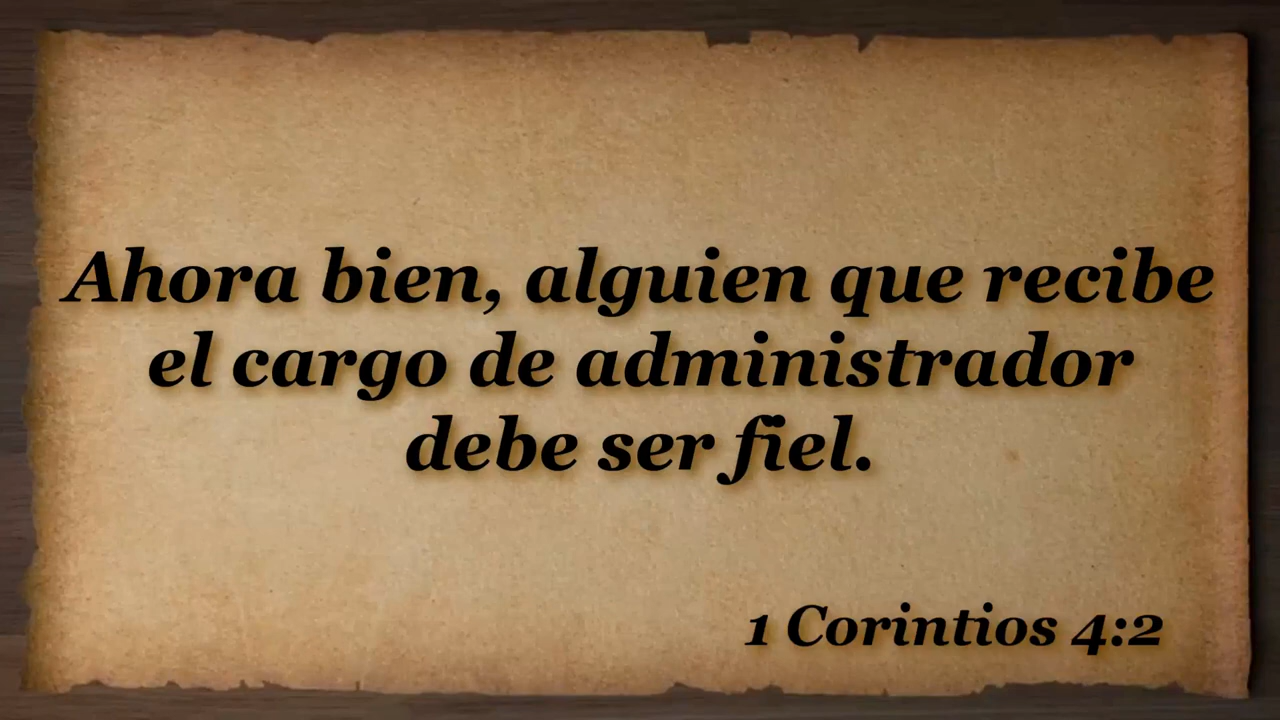 Ahora bien, alguien que recibe
el cargo de administrador
debe ser fiel.
1 Corintios 4:2